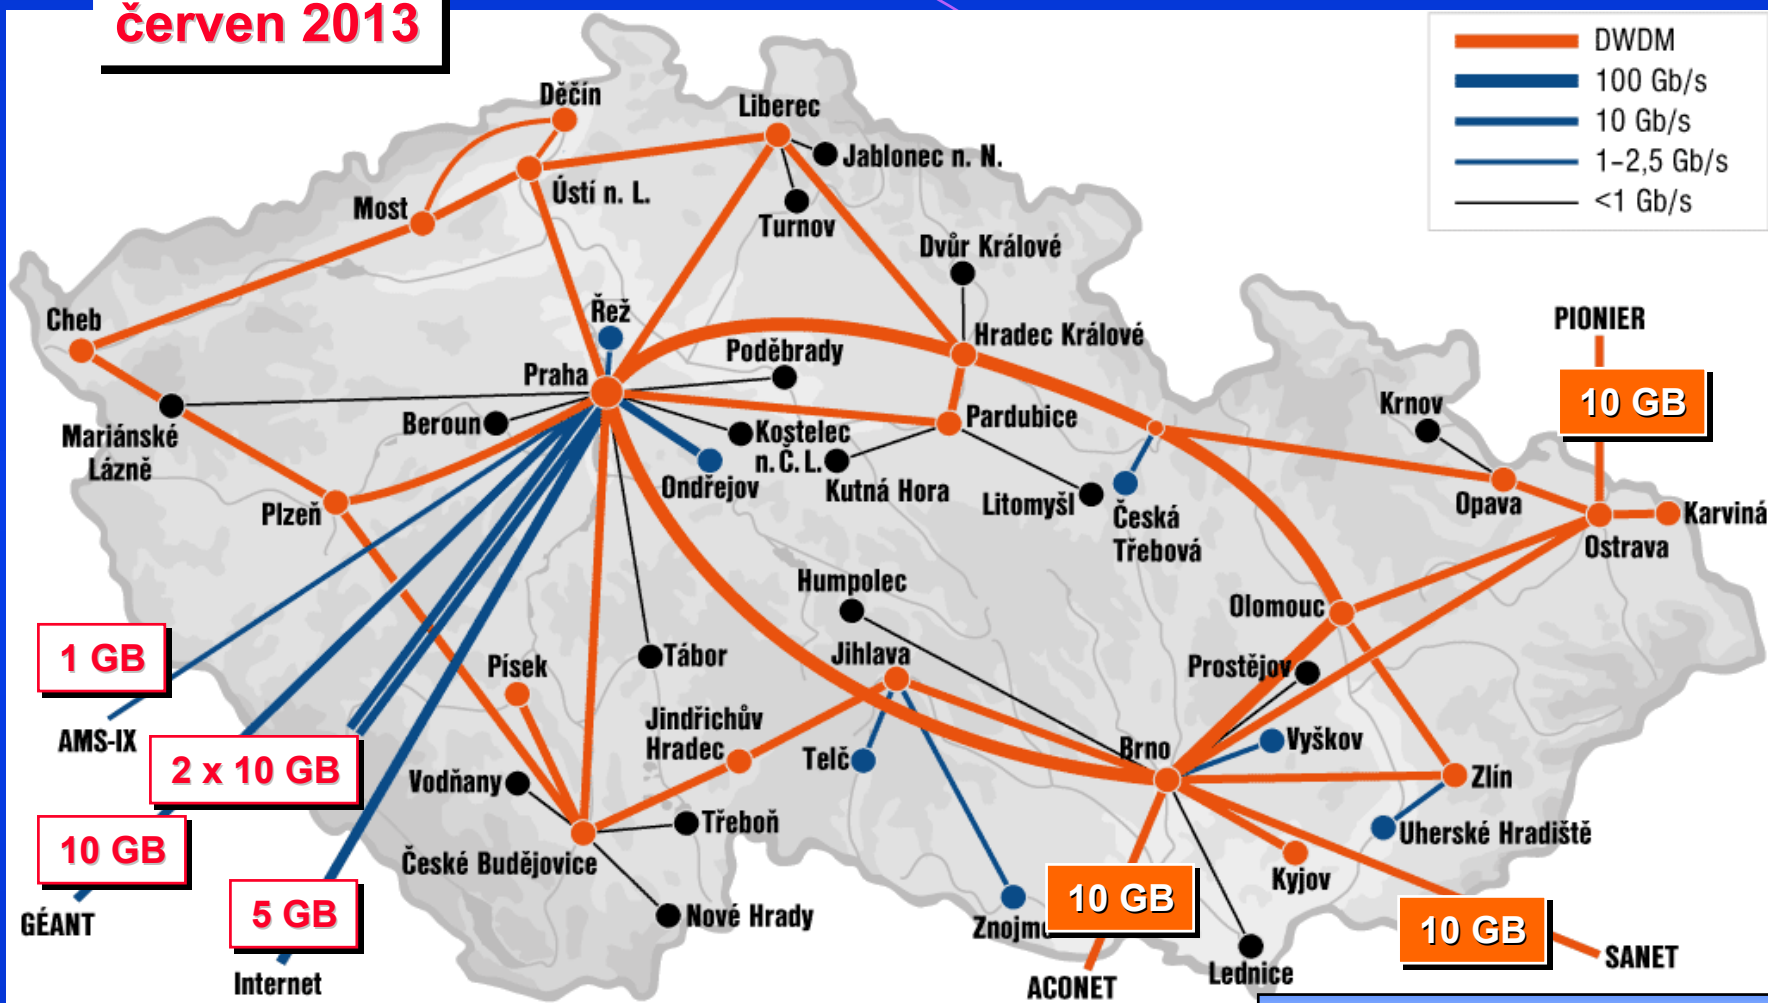 červen 2013
DWDM
100 Gb/s
10 Gb/s
1–2,5 Gb/s
<1 Gb/s
Děčín
Liberec
Jablonec n. N.
Ústí n. L.
Most
Turnov
Dvůr Králové
Řež
Cheb
PIONIER
Hradec Králové
Poděbrady
Praha
10 GB
Krnov
Mariánské
Lázně
Beroun
Pardubice
Kostelec
n. Č. L.
Ondřejov
Kutná Hora
Litomyšl
Česká
Třebová
Plzeň
Opava
Karviná
Ostrava
Humpolec
Olomouc
1 GB
Písek
Tábor
Jihlava
Prostějov
AMS-IX
Jindřichův
Hradec
Telč
Brno
Vyškov
2 x 10 GB
Vodňany
Zlín
Třeboň
Uherské Hradiště
10 GB
České Budějovice
Kyjov
GÉANT
5 GB
Nové Hrady
Znojmo
10 GB
10 GB
SANET
Internet
ACONET
Lednice